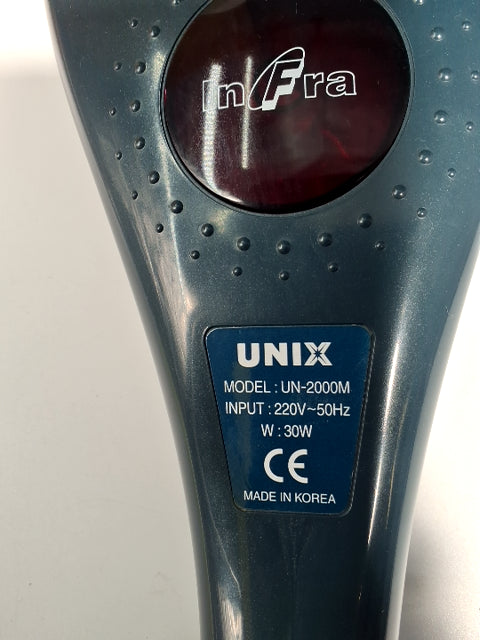 InFra
UNIX
MODEL : UN-2000M
INPUT : 220V~50Hz
W : 30W
CE
MADE IN KOREA